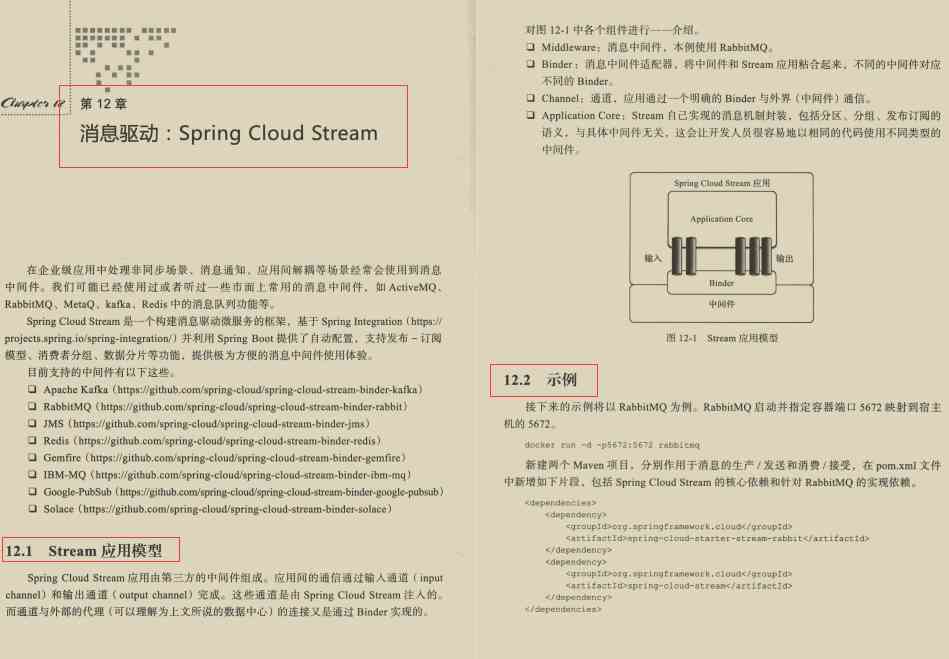 Chapter 12
第 12 章
消息驱动：Spring Cloud Stream
在企业级应用中处理非同步场景、消息通知、应用间解耦等场景经常会使用到消息
中间件。我们可能已经使用过或者听过一些市面上常用的消息中间件，如 ActiveMQ、
RabbitMQ、MetaQ、kafka、Redis 中的消息队列功能等。
Spring Cloud Stream 是一个构建消息驱动微服务的框架，基于 Spring Integration（https://
projects.spring.io/spring-integration/）并利用 Spring Boot 提供了自动配置，支持发布 – 订阅
模型、消费者分组、数据分片等功能，提供极为方便的消息中间件使用体验。
目前支持的中间件有以下这些。
❑ Apache Kafka（https://github.com/spring-cloud/spring-cloud-stream-binder-kafka）
❑ RabbitMQ（https://github.com/spring-cloud/spring-cloud-stream-binder-rabbit）
❑ JMS（https://github.com/spring-cloud/spring-cloud-stream-binder-jms）
❑ Redis（https://github.com/spring-cloud/spring-cloud-stream-binder-redis）
❑ Gemfire（https://github.com/spring-cloud/spring-cloud-stream-binder-gemfire）
❑ IBM-MQ（https://github.com/spring-cloud/spring-cloud-stream-binder-ibm-mq）
❑ Google-PubSub（https://github.com/spring-cloud/spring-cloud-stream-binder-google-pubsub）
❑ Solace（https://github.com/spring-cloud/spring-cloud-stream-binder-solace）
12.1 Stream 应用模型
Spring Cloud Stream 应用由第三方的中间件组成。应用间的通信通过输入通道（input
channel）和输出通道（output channel）完成。这些通道是由 Spring Cloud Stream 注入的。
而通道与外部的代理（可以理解为上文所说的数据中心）的连接又是通过 Binder 实现的。
对图 12-1 中各个组件进行一一介绍。
❑ Middleware：消息中间件，本例使用 RabbitMQ。
❑ Binder：消息中间件适配器，将中间件和 Stream 应用粘合起来，不同的中间件对应
不同的 Binder。
❑ Channel：通道，应用通过一个明确的 Binder 与外界（中间件）通信。
❑ Application Core：Stream 自己实现的消息机制封装，包括分区、分组、发布订阅的
语义，与具体中间件无关，这会让开发人员很容易地以相同的代码使用不同类型的
中间件。
Spring Cloud Stream 应用
Application Core
输入
输出
Binder
中间件
图 12-1 Stream 应用模型
12.2 示例
接下来的示例将以 RabbitMQ 为例。RabbitMQ 启动并指定容器端口 5672 映射到宿主
机的 5672。
docker run -d -p5672:5672 rabbitmq
新建两个 Maven 项目，分别作用于消息的生产 / 发送和消费 / 接受，在 pom.xml 文件
中新增如下片段，包括 Spring Cloud Stream 的核心依赖和针对 RabbitMQ 的实现依赖。
<dependencies>
<dependency>
<groupId>org.springframework.cloud</groupId>
<artifactId>spring-cloud-starter-stream-rabbit</artifactId>
</dependency>
<dependency>
<groupId>org.springframework.cloud</groupId>
<artifactId>spring-cloud-stream</artifactId>
</dependency>
</dependencies>